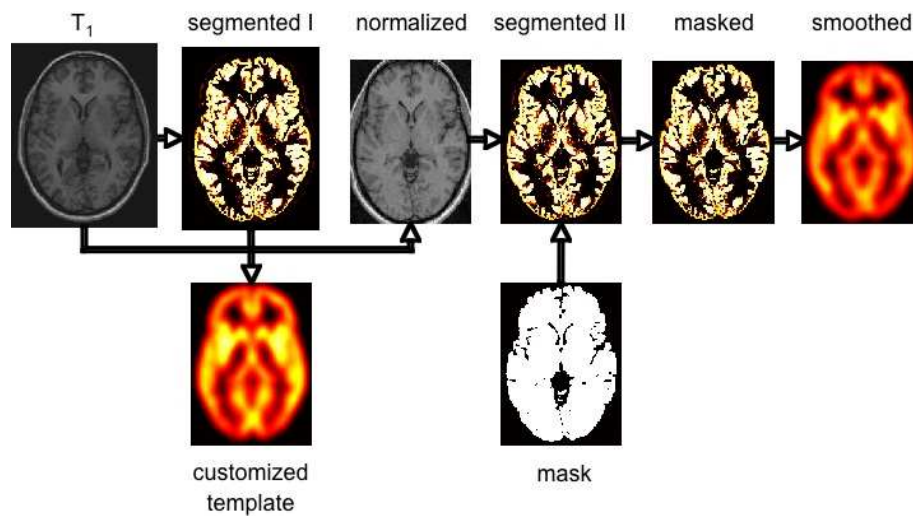 T₁ segmented I normalized segmented II masked smoothed
customized mask
template